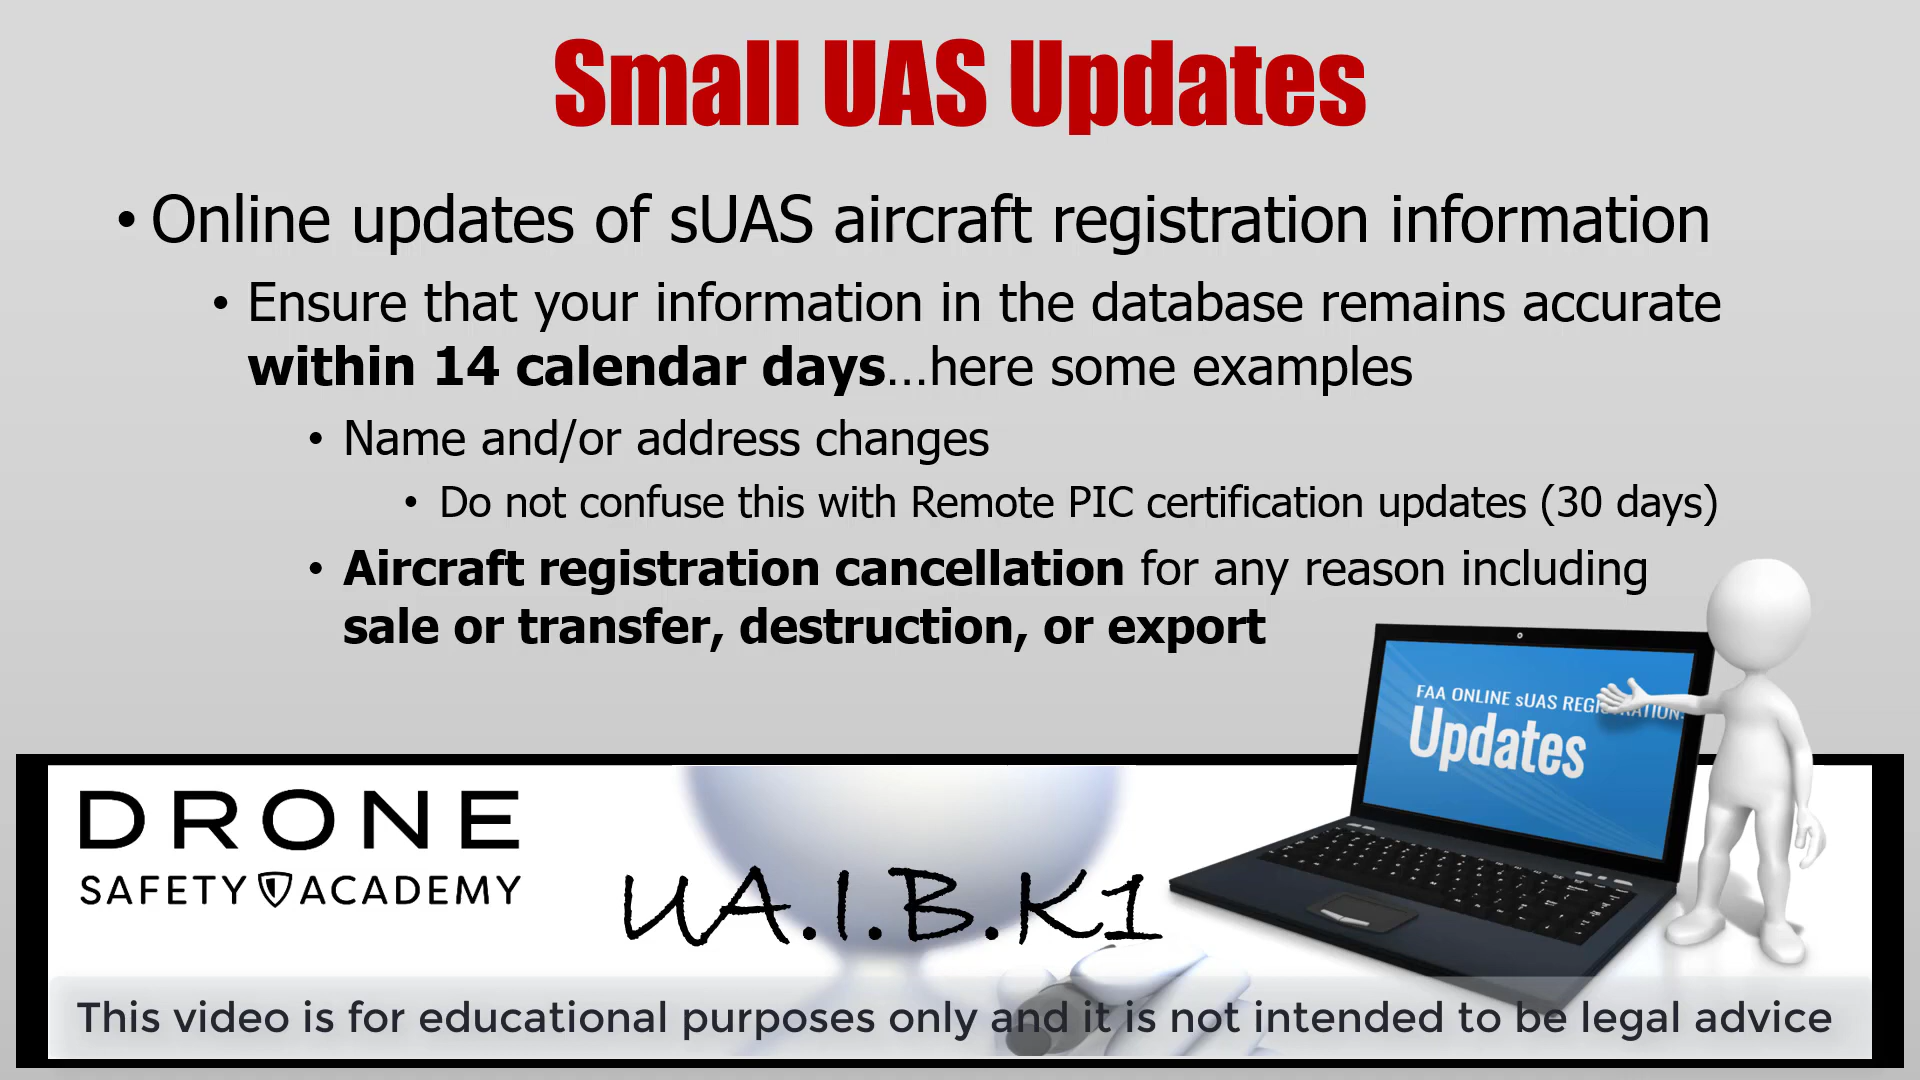 Small UAS Updates
• Online updates of sUAS aircraft registration information
• Ensure that your information in the database remains accurate
within 14 calendar days...here some examples
• Name and/or address changes
• Do not confuse this with Remote PIC certification updates (30 days)
• Aircraft registration cancellation for any reason including
sale or transfer, destruction, or export
FAA ONLINE sUAS REGISTRATION
Updates
DRONE
SAFETY ACADEMY
UA.I.B.K1
This video is for educational purposes only and it is not intended to be legal advice